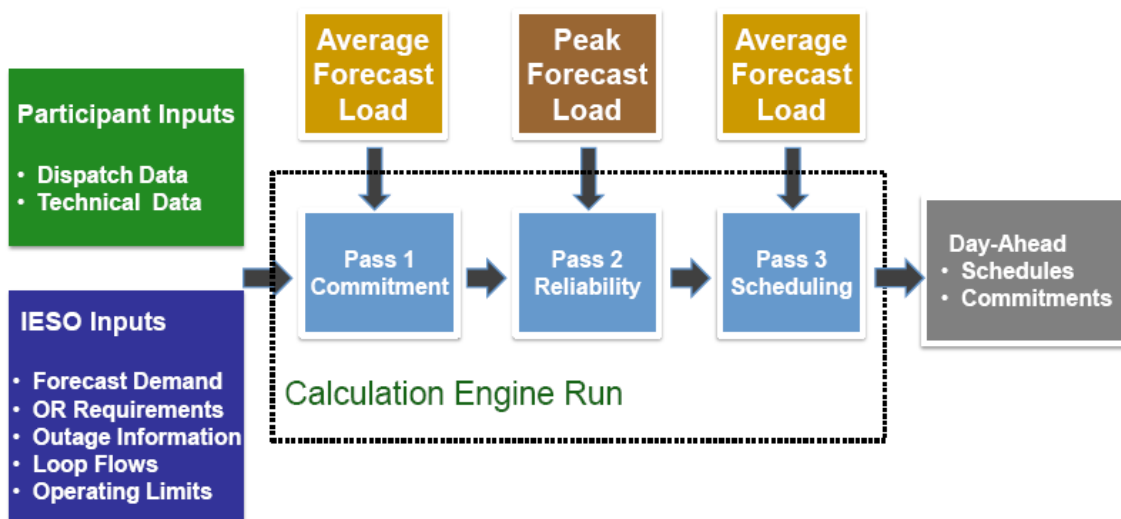 Average
Forecast
Load
Peak
Forecast
Load
Average
Forecast
Load
Participant Inputs
• Dispatch Data
• Technical Data
IESO Inputs
• Forecast Demand
• OR Requirements
• Outage Information
• Loop Flows
• Operating Limits
Pass 1
Commitment
Pass 2
Reliability
Pass 3
Scheduling
Calculation Engine Run
Day-Ahead
• Schedules
• Commitments